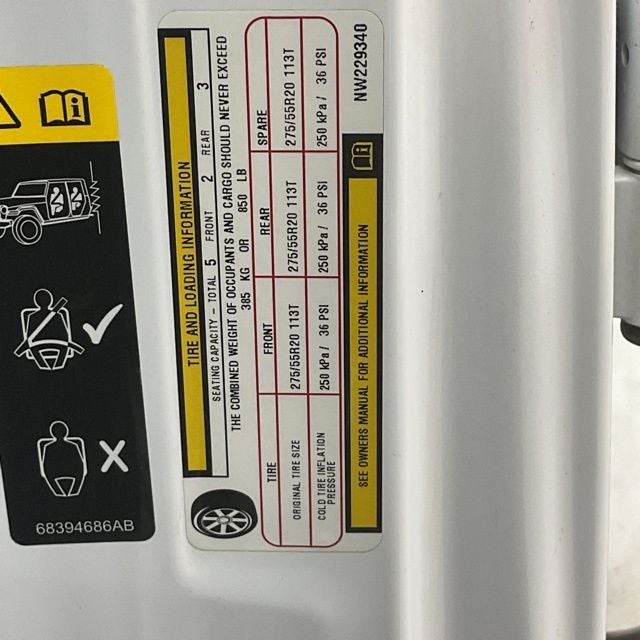 TIRE AND LOADING INFORMATION
SEATING CAPACITY – TOTAL 5 FRONT 2 REAR 3
THE COMBINED WEIGHT OF OCCUPANTS AND CARGO SHOULD NEVER EXCEED
385 KG OR 850 LB
TIRE FRONT REAR SPARE
ORIGINAL TIRE SIZE 275/55R20 113T 275/55R20 113T 275/55R20 113T
COLD TIRE INFLATION PRESSURE 250 kPa / 36 PSI 250 kPa / 36 PSI 250 kPa / 36 PSI
SEE OWNERS MANUAL FOR ADDITIONAL INFORMATION
NW229340
68394686AB